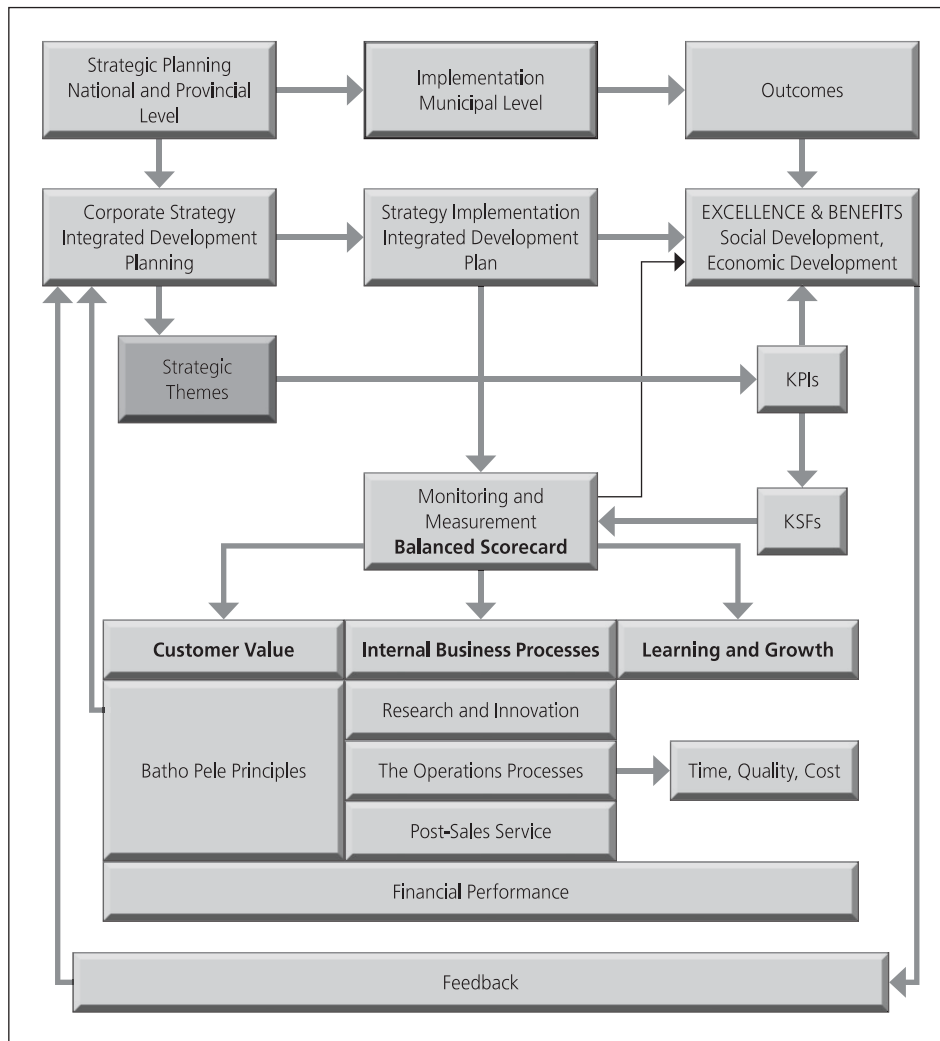 Strategic Planning
National and Provincial
Level
Implementation
Municipal Level
Outcomes
Corporate Strategy
Integrated Development
Planning
Strategy Implementation
Integrated Development
Plan
EXCELLENCE & BENEFITS
Social Development,
Economic Development
Strategic
Themes
KPIs
Monitoring and
Measurement
Balanced Scorecard
KSFs
Customer Value
Internal Business Processes
Learning and Growth
Batho Pele Principles
Research and Innovation
The Operations Processes
Time, Quality, Cost
Post-Sales Service
Financial Performance
Feedback